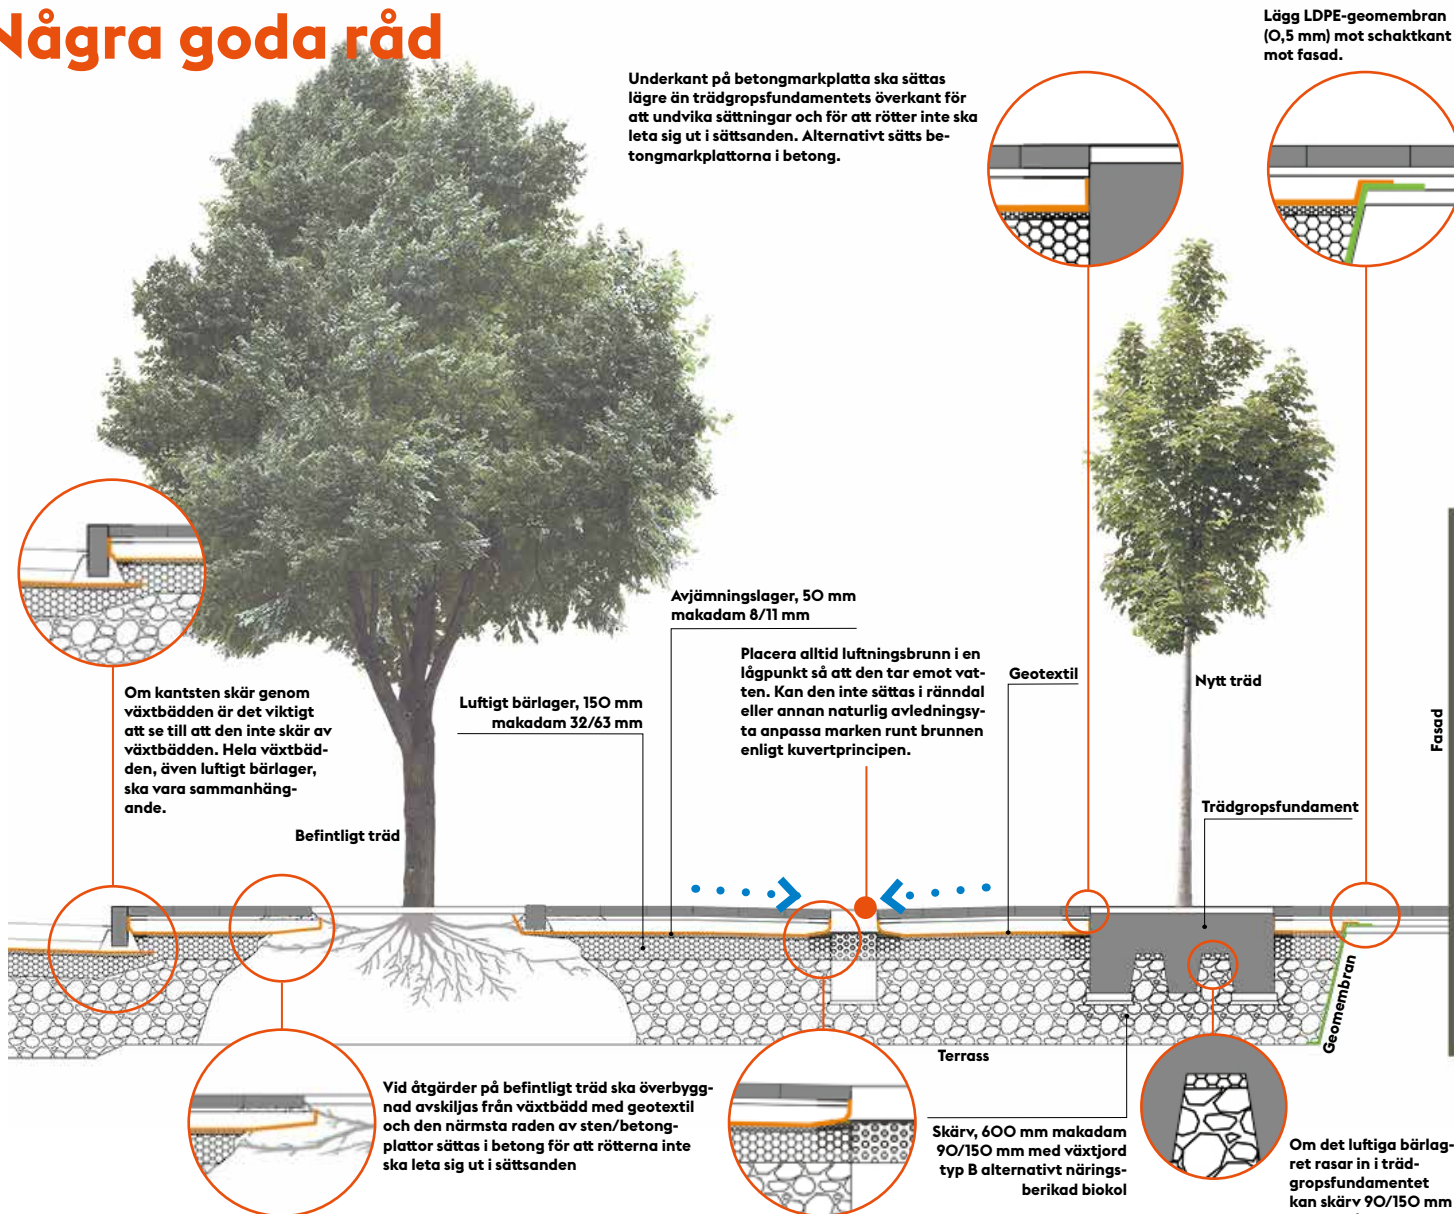 Några goda råd
Lägg LDPE-geomembran
(0,5 mm) mot schaktkant
mot fasad.
Underkant på betongmarkplatta ska sättas
lägre än trädgropsfundamentets överkant för
att undvika sättningar och för att rötter inte ska
leta sig ut i sättsanden. Alternativt sätts be-
tongmarkplattorna i betong.
Avjämningslager, 50 mm
makadam 8/11 mm
Placera alltid luftningsbrunn i en
lågpunkt så att den tar emot vat-
ten. Kan den inte sättas i ränndal
eller annan naturlig avledningsy-
ta anpassa marken runt brunnen
enligt kuvertprincipen.
Geotextil
Nytt träd
Fasad
Om kantsten skär genom
växtbädden är det viktigt
att se till att den inte skär av
växtbädden. Hela växtbäd-
den, även luftigt bärlager,
ska vara sammanhäng-
ande.
Luftigt bärlager, 150 mm
makadam 32/63 mm
Befintligt träd
Trädgropsfundament
Geomembran
Terrass
Vid åtgärder på befintligt träd ska överbygg-
nad avskiljas från växtbädd med geotextil
och den närmsta raden av sten/betong-
plattor sättas i betong för att rötterna inte
ska leta sig ut i sättsanden
Skärv, 600 mm makadam
90/150 mm med växtjord
typ B alternativt närings-
berikad biokol
Om det luftiga bärlag-
ret rasar in i träd-
gropsfundamentet
kan skärv 90/150 mm